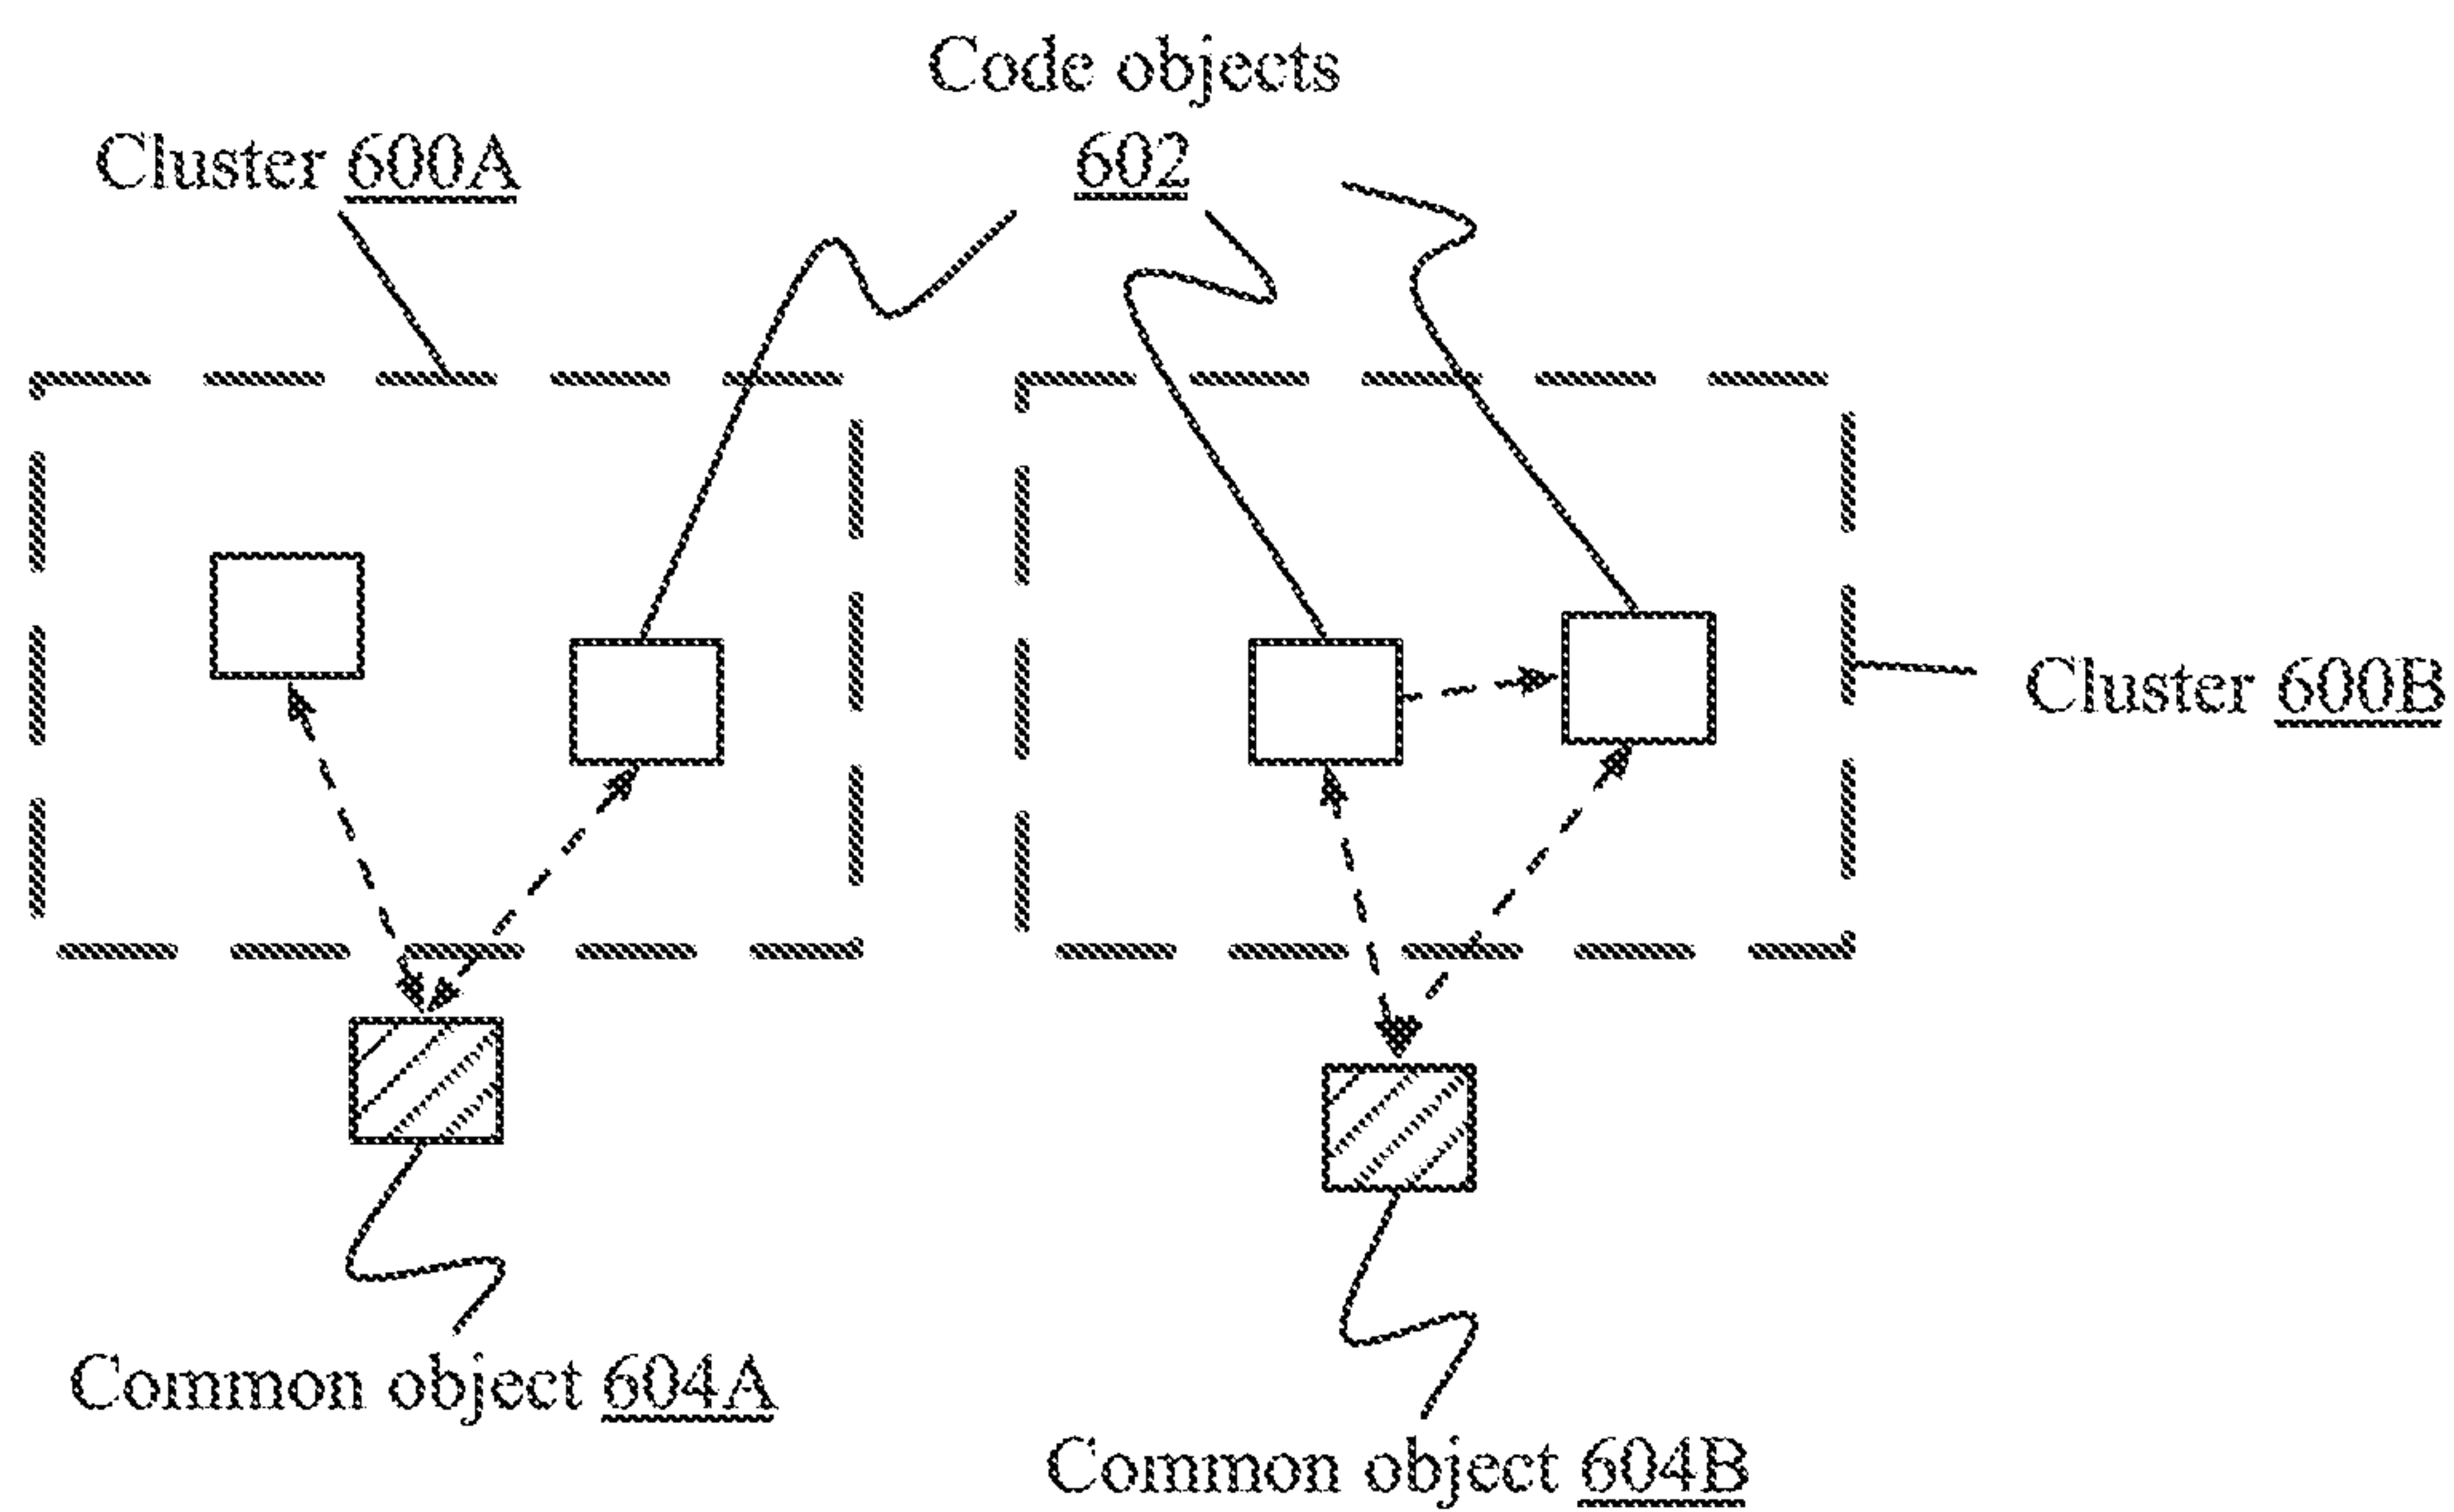 Code objects
602
Cluster 600A
Cluster 600B
Common object 604A
Common object 604B